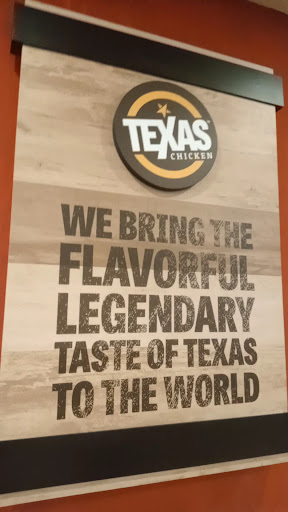 TEXAS
CHICKEN
WE BRING THE
FLAVORFUL
LEGENDARY
TASTE OF TEXAS
TO THE WORLD